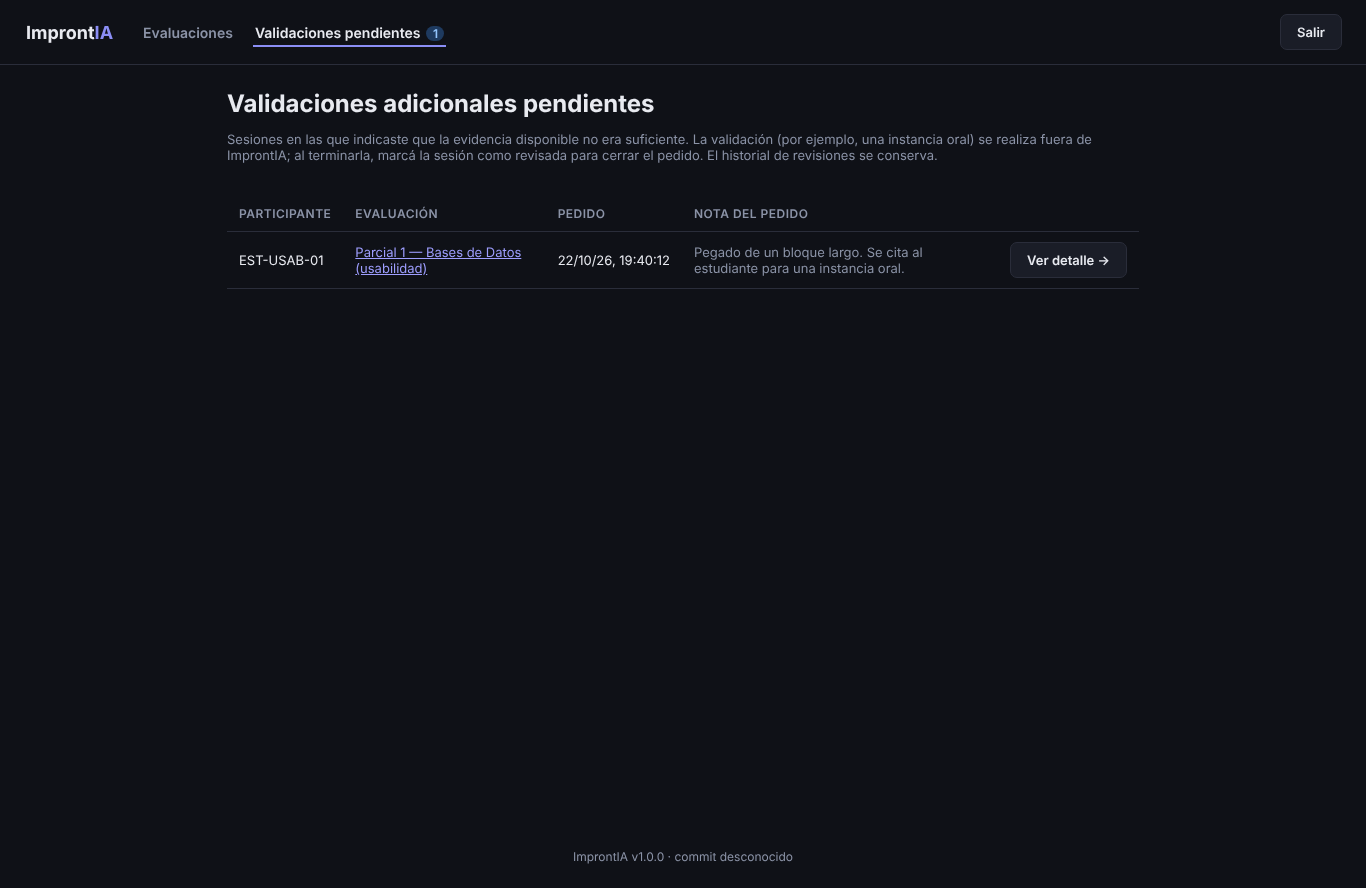 ImprontIA
Evaluaciones
Validaciones pendientes 1
Salir
Validaciones adicionales pendientes
Sesiones en las que indicaste que la evidencia disponible no era suficiente. La validación (por ejemplo, una instancia oral) se realiza fuera de
ImprontIA; al terminarla, marcá la sesión como revisada para cerrar el pedido. El historial de revisiones se conserva.
PARTICIPANTE EVALUACIÓN PEDIDO NOTA DEL PEDIDO
EST-USAB-01
Parcial 1 — Bases de Datos
(usabilidad)
22/10/26, 19:40:12
Pegado de un bloque largo. Se cita al
estudiante para una instancia oral.
Ver detalle →
ImprontIA v1.0.0 · commit desconocido